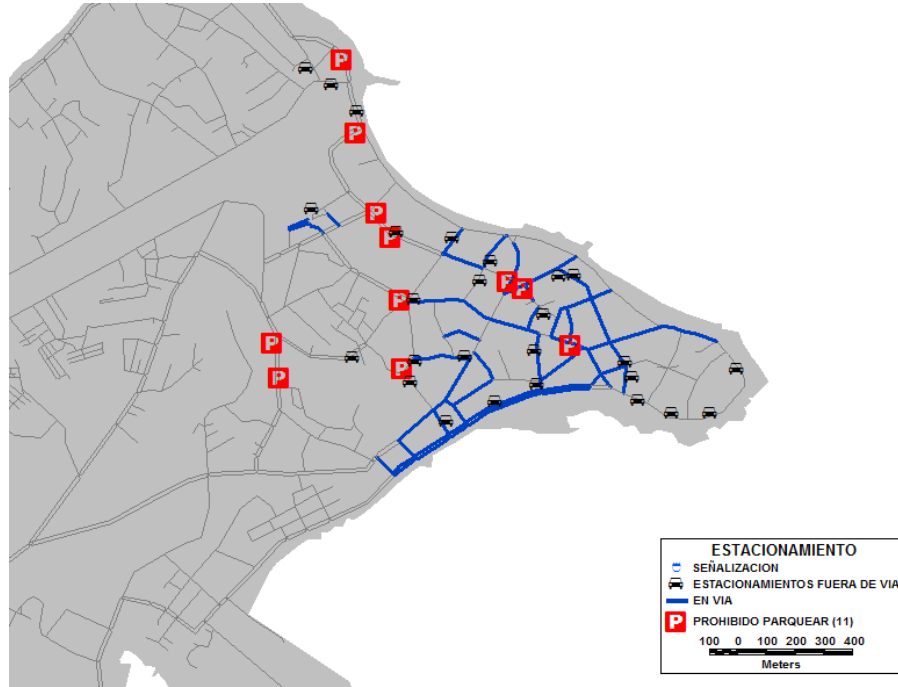 P
P
P
P
P
P
P
P
P
P
P
ESTACIONAMIENTO
SEÑALIZACION
ESTACIONAMIENTOS FUERA DE VIA
EN VIA
P PROHIBIDO PARQUEAR (11)
100 0 100 200 300 400
Meters